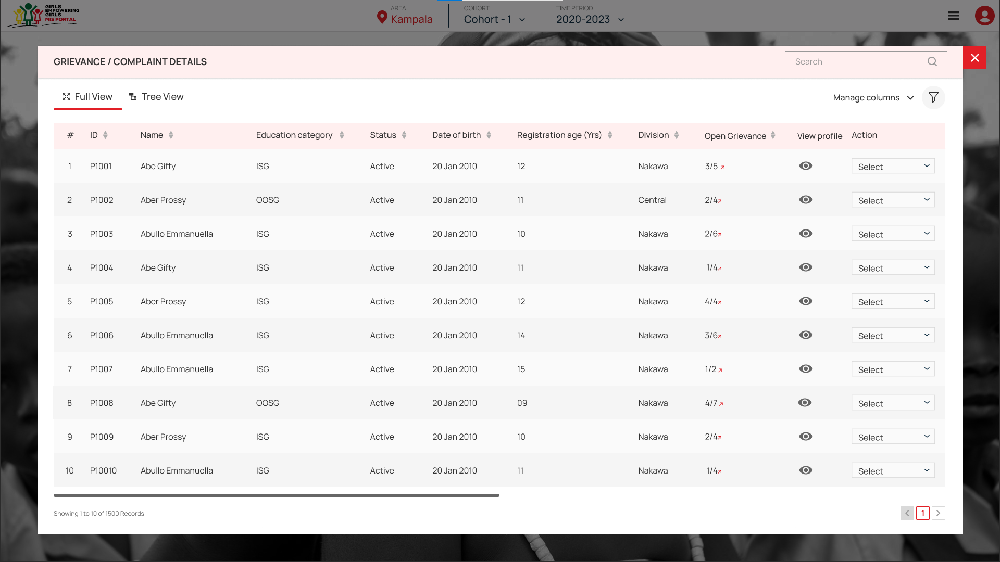 GIRLS
EMPOWERING
GIRLS
MIS PORTAL
AREA
Kampala
COHORT
Cohort - 1
TIME PERIOD
2020-2023
GRIEVANCE / COMPLAINT DETAILS
Search
Full View
Tree View
Manage columns
# ID Name Education category Status Date of birth Registration age (Yrs) Division Open Grievance View profile Action
1 P1001 Abe Gifty ISG Active 20 Jan 2010 12 Nakawa 3/5 Select
2 P1002 Aber Prossy OOSG Active 20 Jan 2010 11 Central 2/4 Select
3 P1003 Abullo Emmanuella ISG Active 20 Jan 2010 10 Nakawa 2/6 Select
4 P1004 Abe Gifty ISG Active 20 Jan 2010 11 Nakawa 1/4 Select
5 P1005 Aber Prossy ISG Active 20 Jan 2010 12 Nakawa 4/4 Select
6 P1006 Abullo Emmanuella ISG Active 20 Jan 2010 14 Nakawa 3/6 Select
7 P1007 Abullo Emmanuella ISG Active 20 Jan 2010 15 Nakawa 1/2 Select
8 P1008 Abe Gifty OOSG Active 20 Jan 2010 09 Nakawa 4/7 Select
9 P1009 Aber Prossy ISG Active 20 Jan 2010 10 Nakawa 2/4 Select
10 P10010 Abullo Emmanuella ISG Active 20 Jan 2010 11 Nakawa 1/4 Select
Showing 1 to 10 of 1500 Records
1